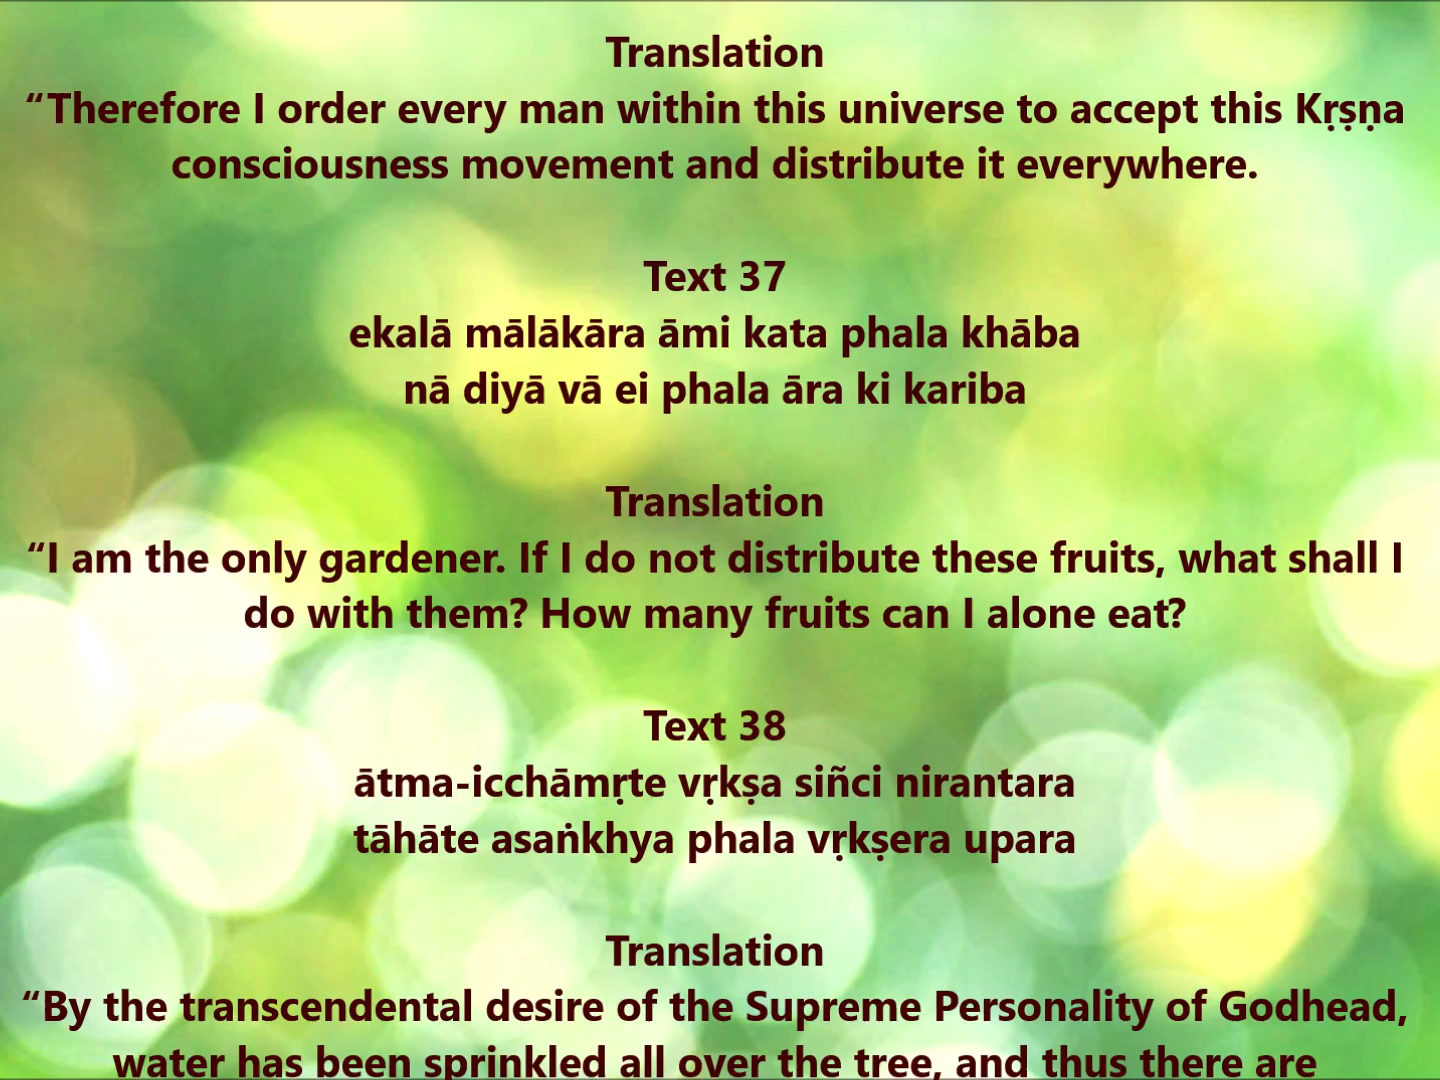 Translation
“Therefore I order every man within this universe to accept this Kṛṣṇa
consciousness movement and distribute it everywhere.
Text 37
ekalā mālākāra āmi kata phala khāba
nā diyā vā ei phala āra ki kariba
Translation
“I am the only gardener. If I do not distribute these fruits, what shall I
do with them? How many fruits can I alone eat?
Text 38
ātma-icchāmṛte vṛkṣa siñci nirantara
tāhāte asaṅkhya phala vṛkṣera upara
Translation
“By the transcendental desire of the Supreme Personality of Godhead,
water has been sprinkled all over the tree, and thus there are